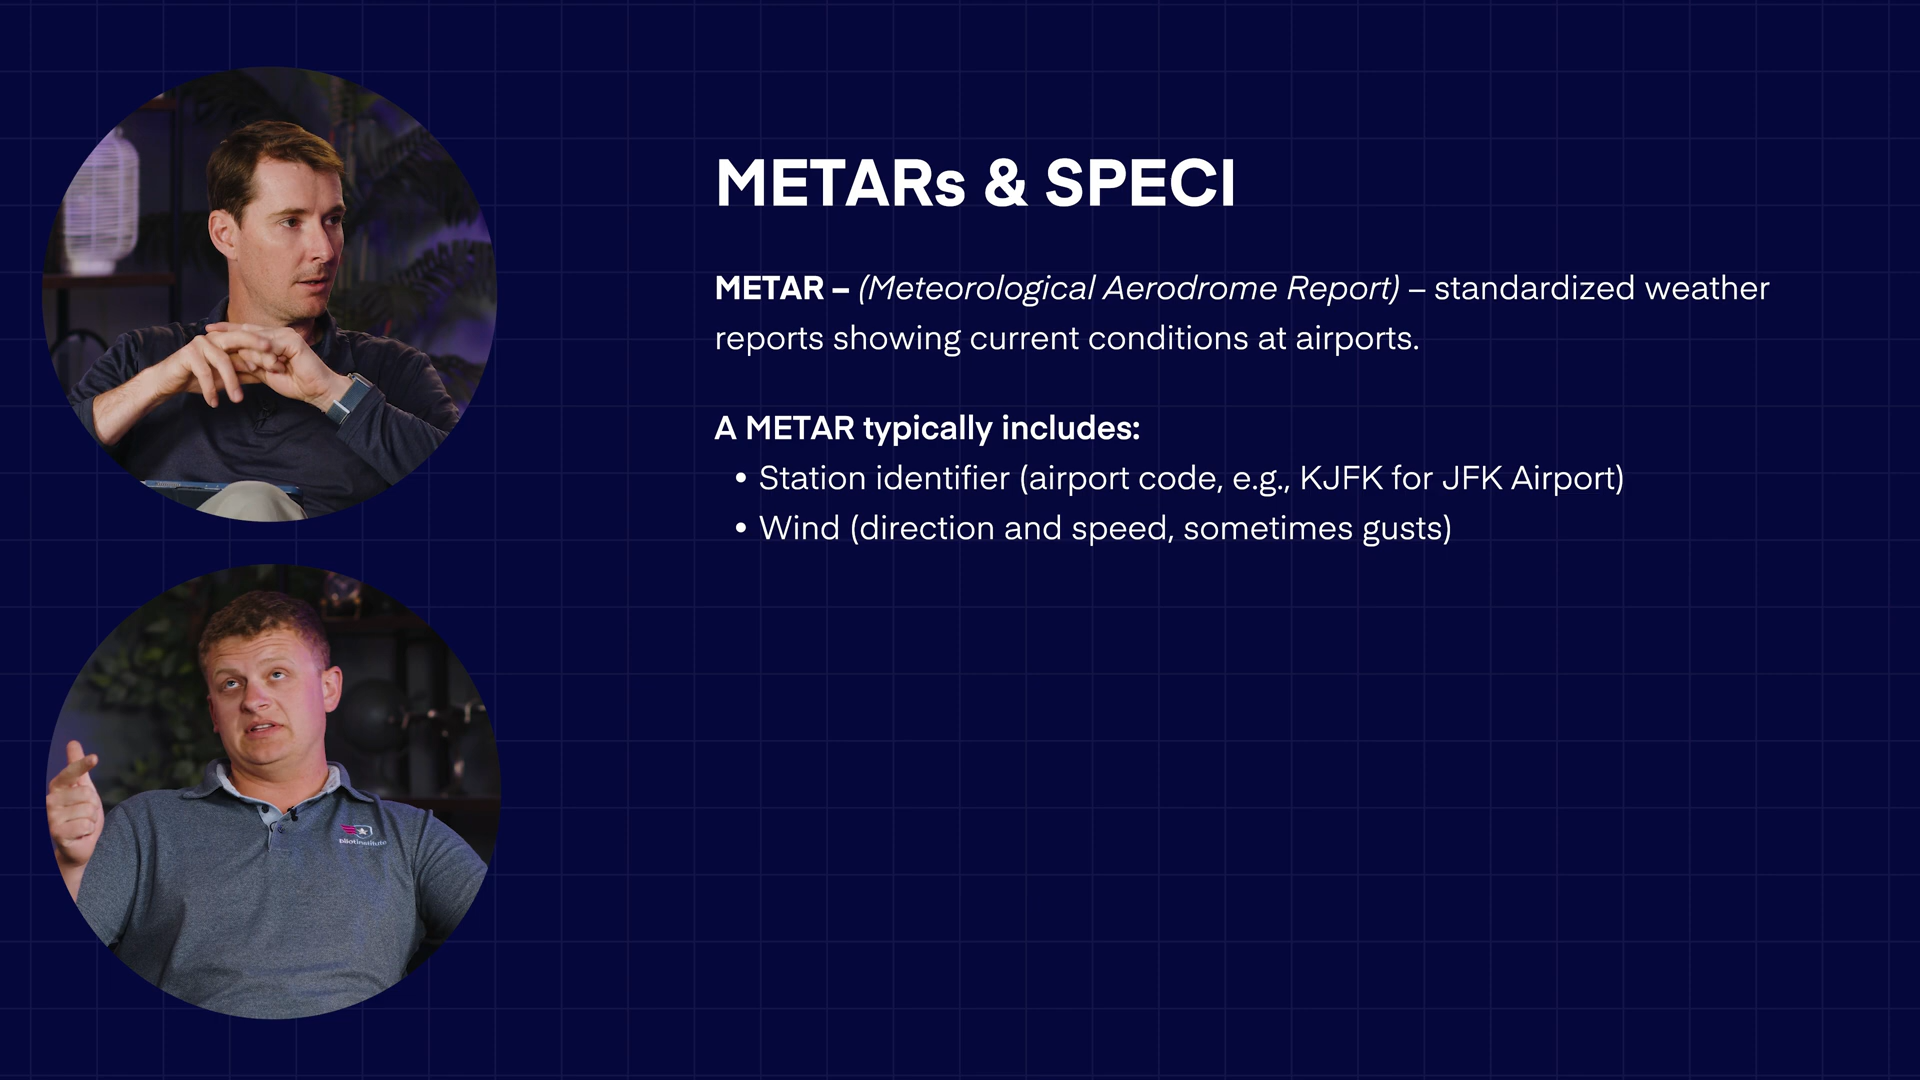 METARs & SPECI
METAR – (Meteorological Aerodrome Report) – standardized weather
reports showing current conditions at airports.
A METAR typically includes:
• Station identifier (airport code, e.g., KJFK for JFK Airport)
• Wind (direction and speed, sometimes gusts)
pilotinstitute